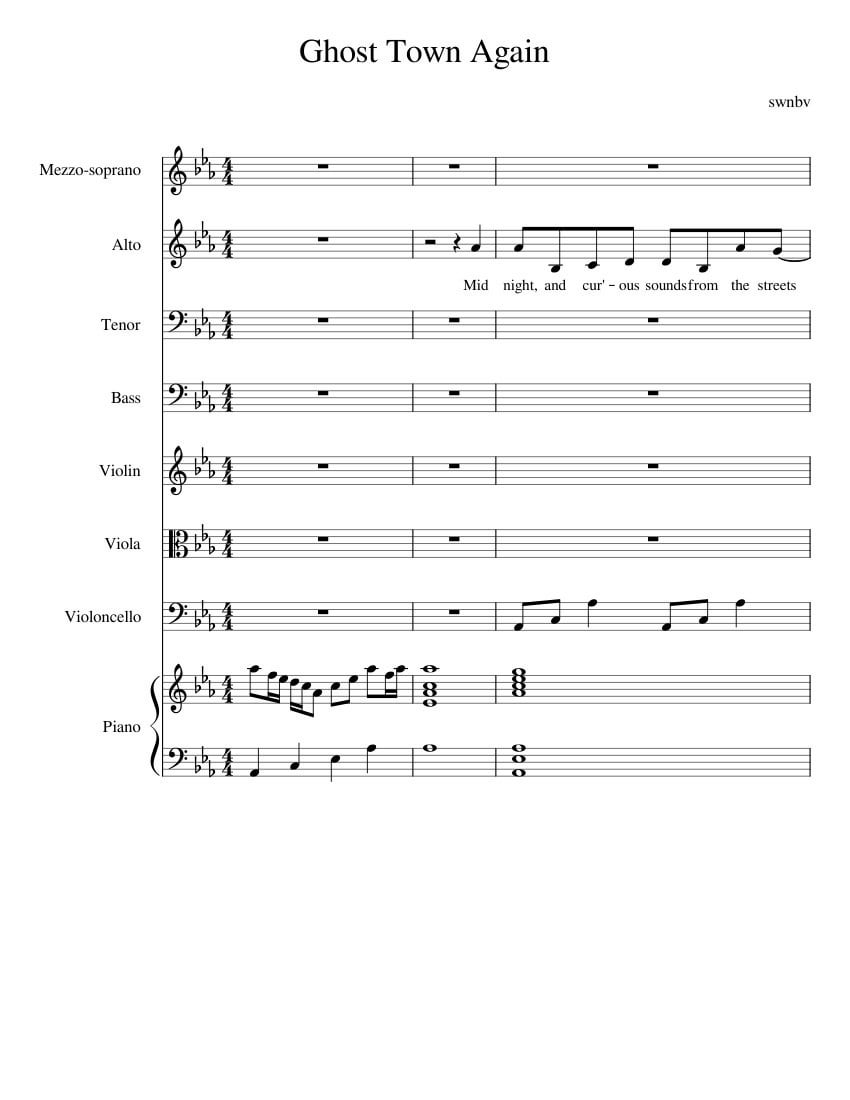 Ghost Town Again
swnbv
Mezzo-soprano
Alto
Mid night, and cur' - ous sounds from the streets
Tenor
Bass
Violin
Viola
Violoncello
Piano